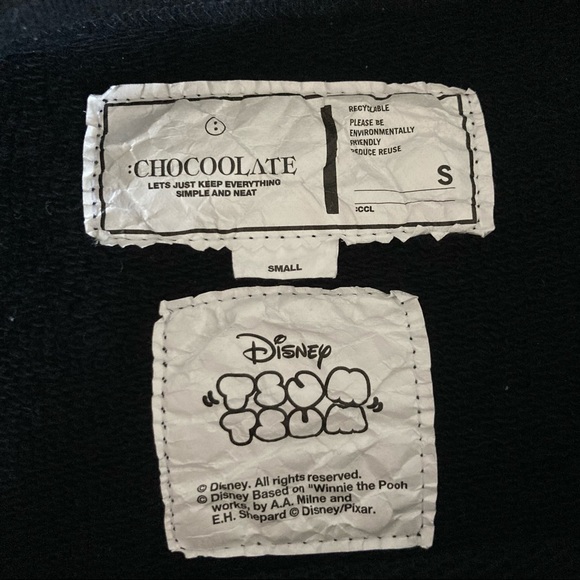 :CHOCOOLATE
LETS JUST KEEP EVERYTHING
SIMPLE AND NEAT
RECYCLABLE
PLEASE BE
ENVIRONMENTALLY
FRIENDLY
REDUCE REUSE
S
:CCL
SMALL
Disney
TSUM
TSUM
© Disney. All rights reserved.
© Disney Based on "Winnie the Pooh
works, by A.A. Milne and
E.H. Shepard © Disney/Pixar.